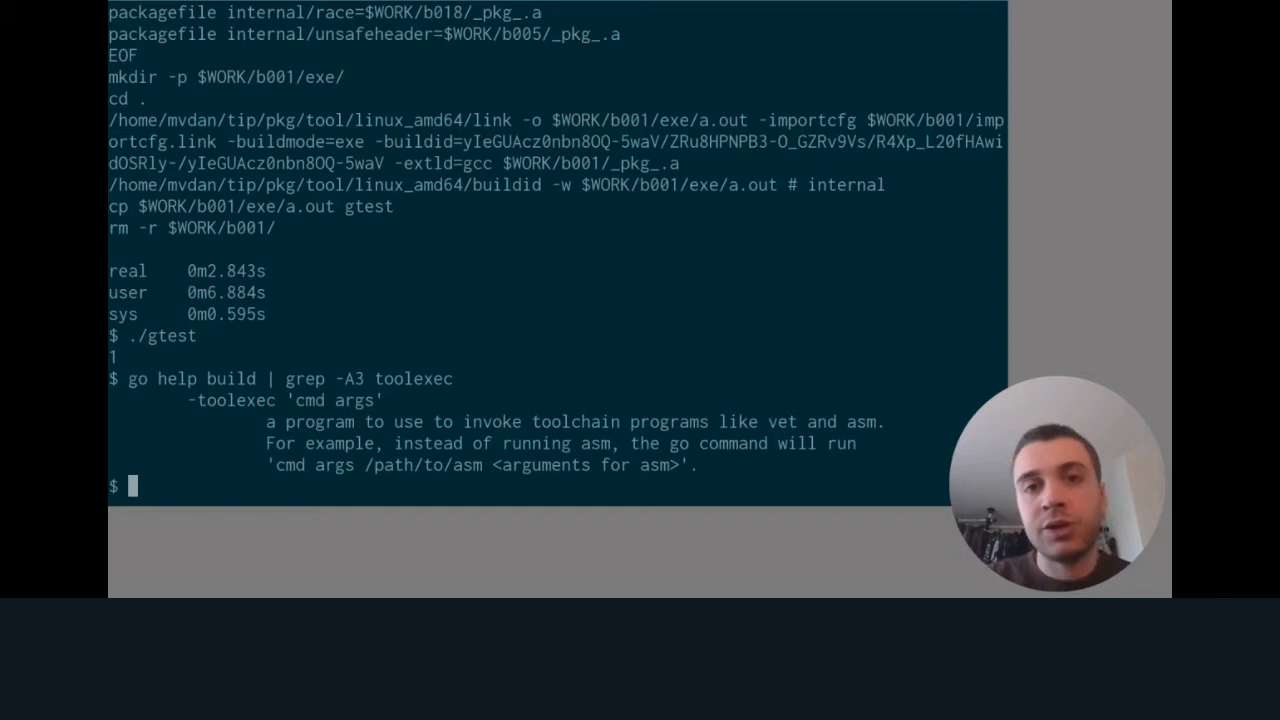 packagefile internal/race=$WORK/b018/_pkg_.a
packagefile internal/unsafeheader=$WORK/b005/_pkg_.a
EOF
mkdir -p $WORK/b001/exe/
cd .
/home/mvdan/tip/pkg/tool/linux_amd64/link -o $WORK/b001/exe/a.out -importcfg $WORK/b001/imp
ortcfg.link -buildmode=exe -buildid=yIeGUAcz0nbn8OQ-5waV/ZRu8HPNPB3-O_GZRv9Vs/R4Xp_L20fHAwi
dOSRly-/yIeGUAcz0nbn8OQ-5waV -extld=gcc $WORK/b001/_pkg_.a
/home/mvdan/tip/pkg/tool/linux_amd64/buildid -w $WORK/b001/exe/a.out # internal
cp $WORK/b001/exe/a.out gtest
rm -r $WORK/b001/
real 0m2.843s
user 0m6.884s
sys 0m0.595s
$ ./gtest
1
$ go help build | grep -A3 toolexec
-toolexec 'cmd args'
a program to use to invoke toolchain programs like vet and asm.
For example, instead of running asm, the go command will run
'cmd args /path/to/asm <arguments for asm>'.
$